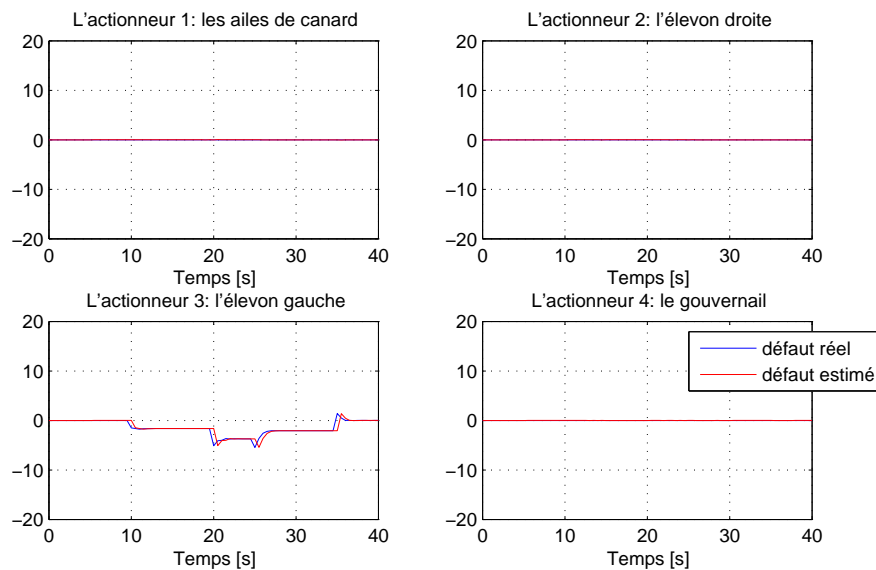 L'actionneur 1: les ailes de canard
20
10
0
−10
−20
0 10 20 30 40
Temps [s]
L'actionneur 2: l'élevon droite
20
10
0
−10
−20
0 10 20 30 40
Temps [s]
L'actionneur 3: l'élevon gauche
20
10
0
−10
−20
0 10 20 30 40
Temps [s]
L'actionneur 4: le gouvernail
20
10
0
−10
−20
0 10 20 30 40
Temps [s]
défaut réel
défaut estimé